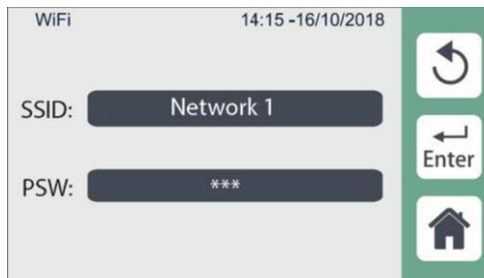 WiFi 14:15 -16/10/2018
SSID: Network 1
Enter
PSW: ***